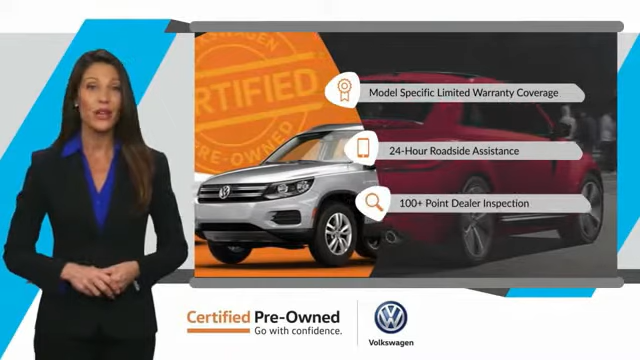 VOLKSWAGEN
CERTIFIED
PRE-OWNED
Model Specific Limited Warranty Coverage
24-Hour Roadside Assistance
100+ Point Dealer Inspection
Certified Pre-Owned
Go with confidence.
Volkswagen